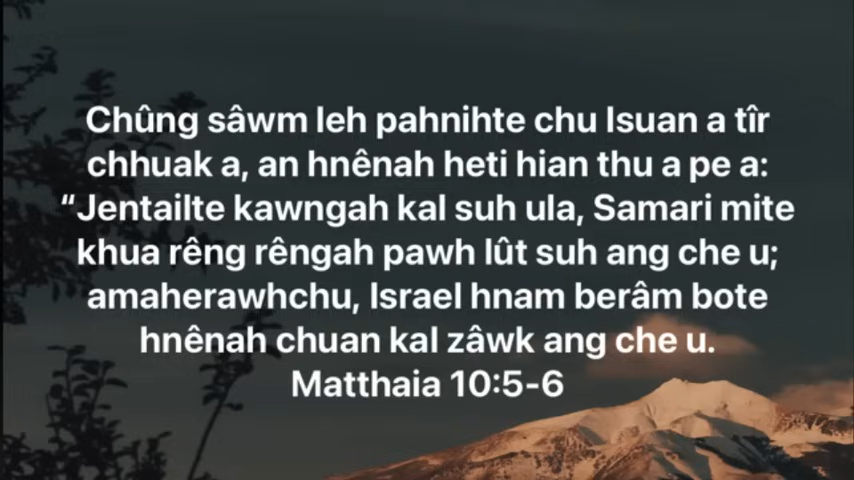 Chûng sâwm leh pahnihte chu Isuan a tîr
chhuak a, an hnênah heti hian thu a pe a:
“Jentailte kawngah kal suh ula, Samari mite
khua rêng rêngah pawh lût suh ang che u;
amaherawhchu, Israel hnam berâm bote
hnênah chuan kal zâwk ang che u.
Matthaia 10:5-6